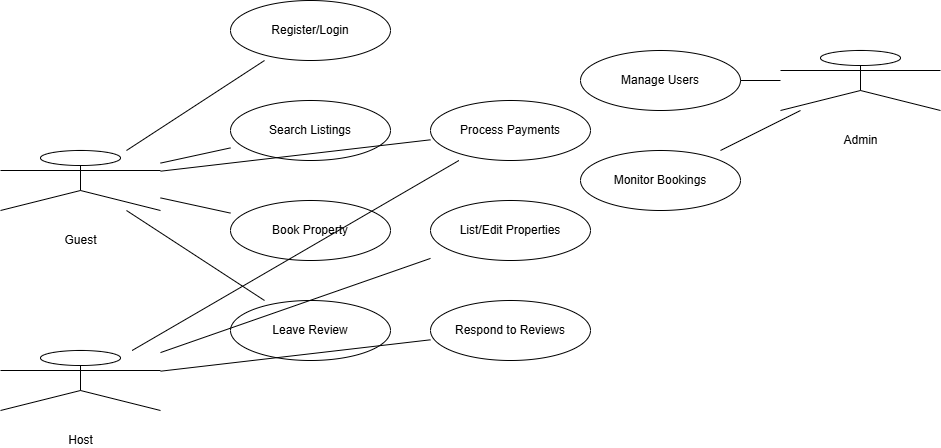 Register/Login
Manage Users
Search Listings
Process Payments
Admin
Monitor Bookings
Guest
Book Property
List/Edit Properties
Leave Review
Respond to Reviews
Host